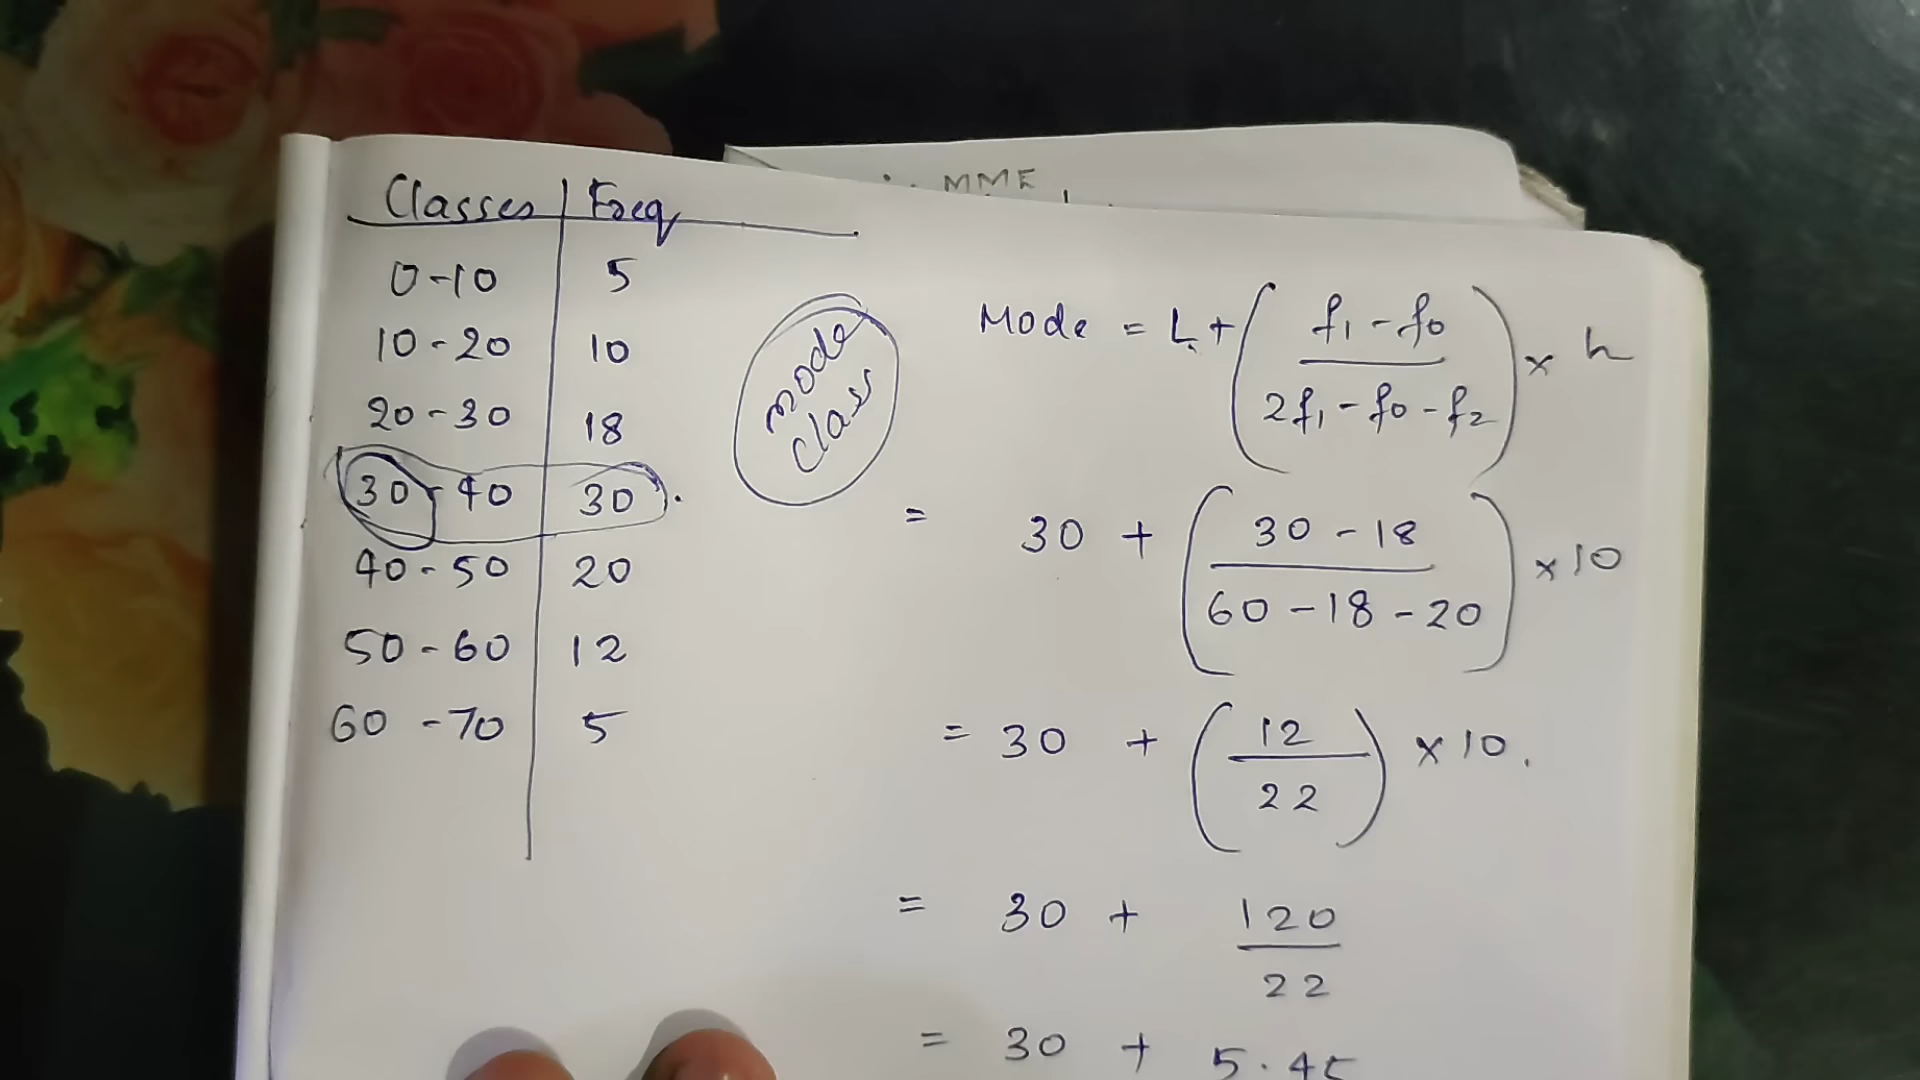 MME
Classes | Freq
0-10 | 5
10-20 | 10
20-30 | 18
30-40 | 30.
40-50 | 20
50-60 | 12
60-70 | 5
mode
class
Mode = L + ( f₁ - f₀ / 2f₁ - f₀ - f₂ ) × h
= 30 + ( 30 - 18 / 60 - 18 - 20 ) × 10
= 30 + ( 12 / 22 ) × 10.
= 30 + 120 / 22
= 30 + 5.45